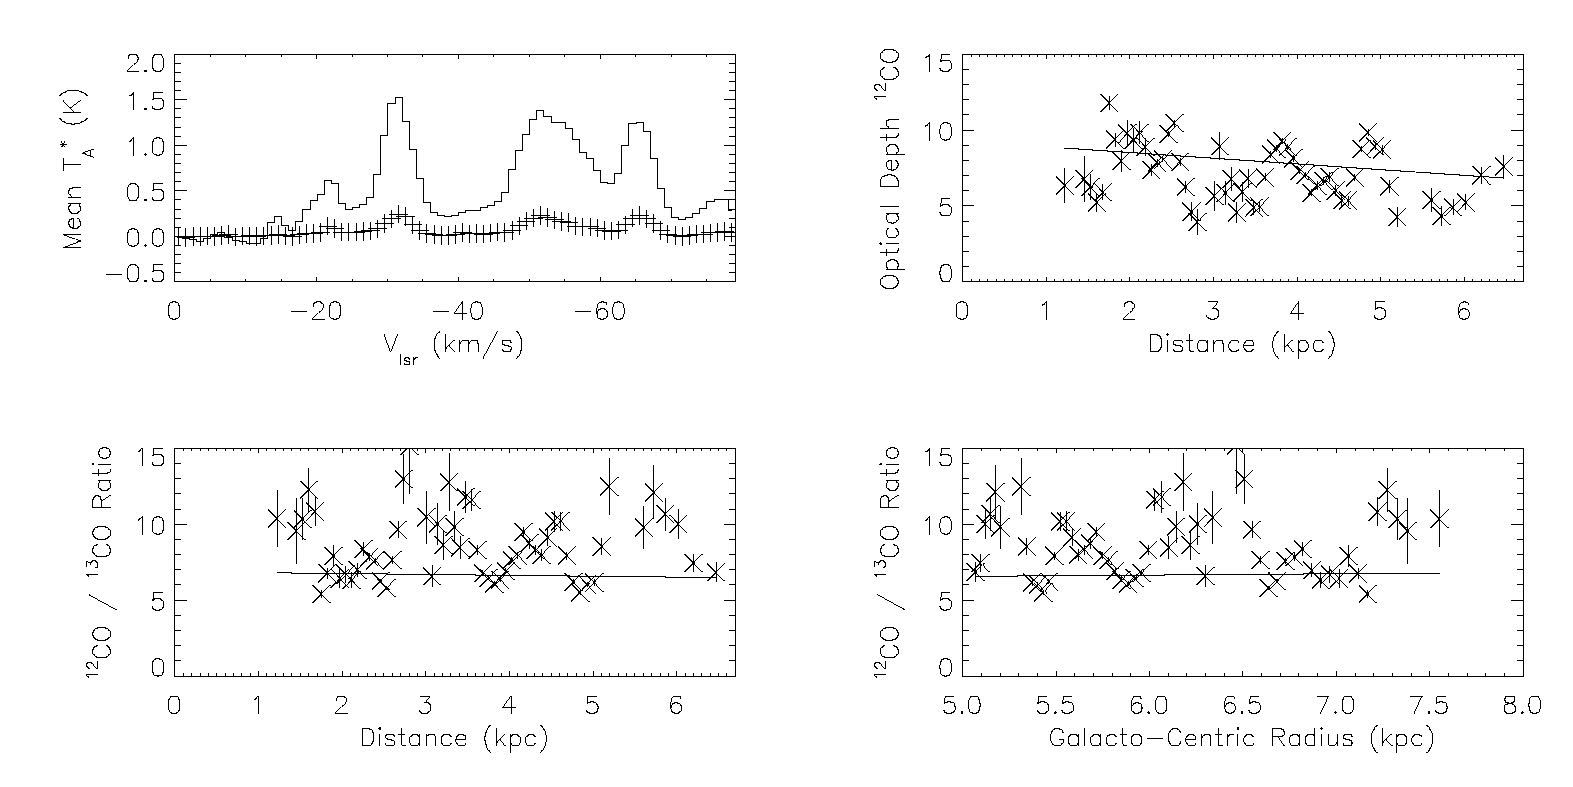 2.0
1.5
1.0
0.5
0.0
−0.5
Mean T_A* (K)
0 −20 −40 −60
V_lsr (km/s)
15
10
5
0
Optical Depth ¹²CO
0 1 2 3 4 5 6
Distance (kpc)
15
10
5
0
¹²CO / ¹³CO Ratio
0 1 2 3 4 5 6
Distance (kpc)
15
10
5
0
¹²CO / ¹³CO Ratio
5.0 5.5 6.0 6.5 7.0 7.5 8.0
Galacto−Centric Radius (kpc)